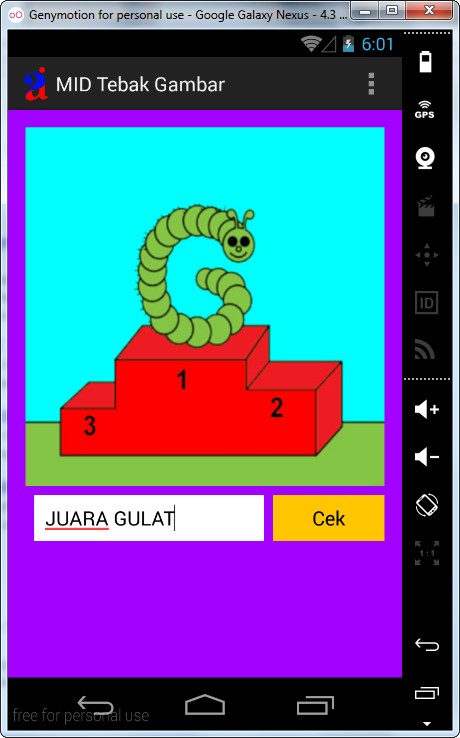 Genymotion for personal use - Google Galaxy Nexus - 4.3 ...
6:01
MID Tebak Gambar
GPS
ID
1
2
3
JUARA GULAT
Cek
1:1
free for personal use